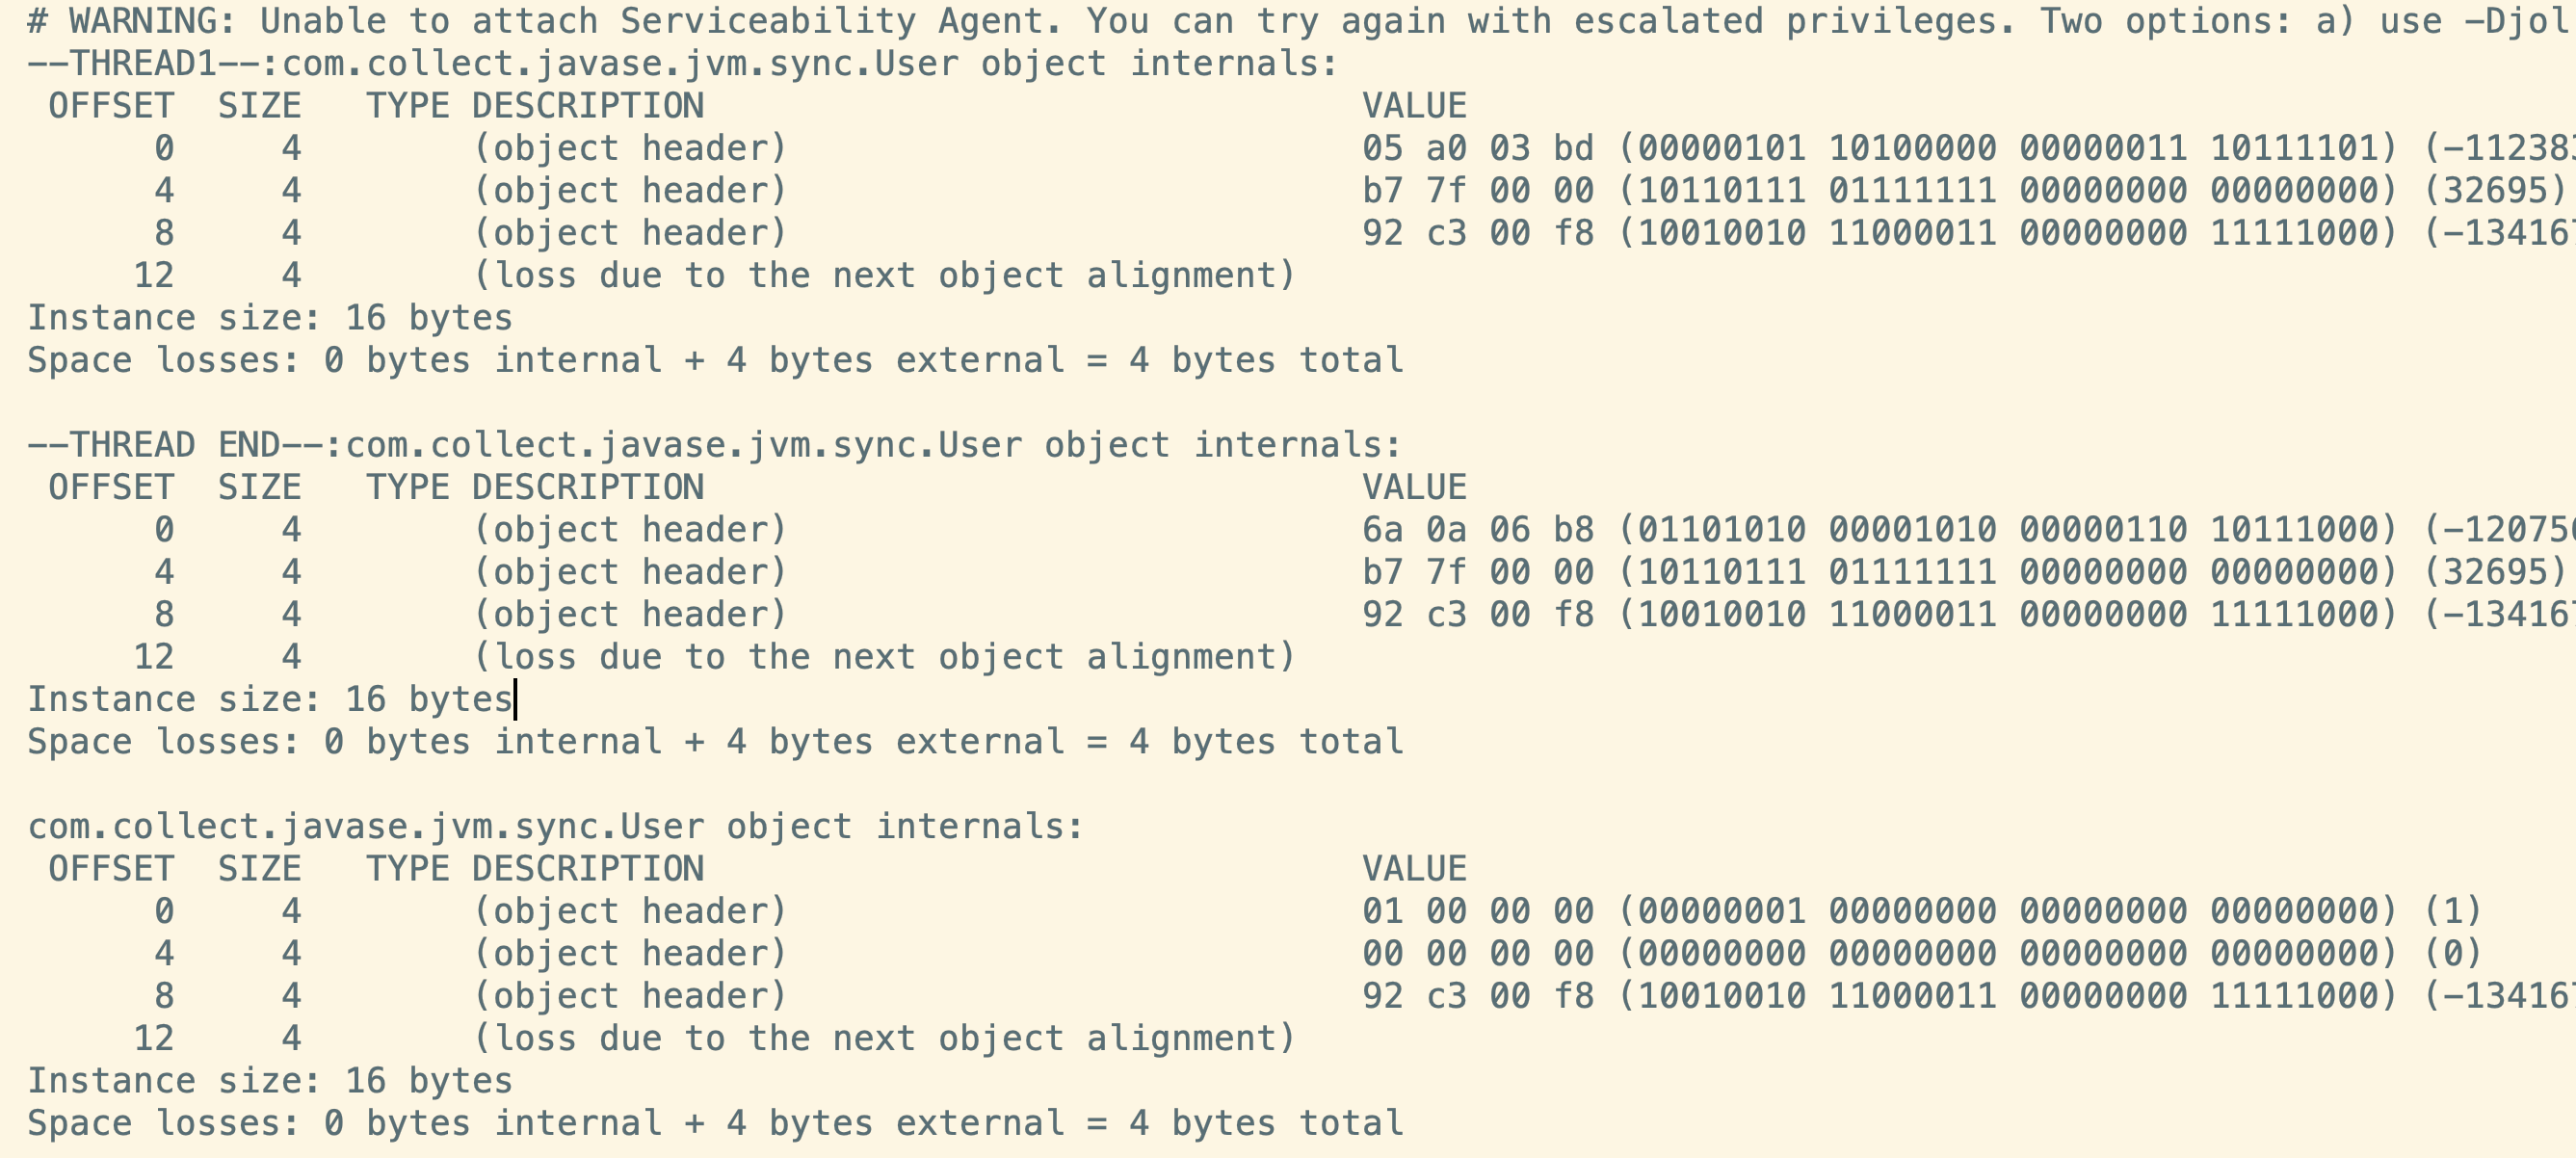 # WARNING: Unable to attach Serviceability Agent. You can try again with escalated privileges. Two options: a) use -Djol
--THREAD1--:com.collect.javase.jvm.sync.User object internals:
 OFFSET  SIZE   TYPE DESCRIPTION                               VALUE
      0     4        (object header)                           05 a0 03 bd (00000101 10100000 00000011 10111101) (-112383
      4     4        (object header)                           b7 7f 00 00 (10110111 01111111 00000000 00000000) (32695)
      8     4        (object header)                           92 c3 00 f8 (10010010 11000011 00000000 11111000) (-134167
     12     4        (loss due to the next object alignment)
Instance size: 16 bytes
Space losses: 0 bytes internal + 4 bytes external = 4 bytes total

--THREAD END--:com.collect.javase.jvm.sync.User object internals:
 OFFSET  SIZE   TYPE DESCRIPTION                               VALUE
      0     4        (object header)                           6a 0a 06 b8 (01101010 00001010 00000110 10111000) (-120750
      4     4        (object header)                           b7 7f 00 00 (10110111 01111111 00000000 00000000) (32695)
      8     4        (object header)                           92 c3 00 f8 (10010010 11000011 00000000 11111000) (-134167
     12     4        (loss due to the next object alignment)
Instance size: 16 bytes
Space losses: 0 bytes internal + 4 bytes external = 4 bytes total

com.collect.javase.jvm.sync.User object internals:
 OFFSET  SIZE   TYPE DESCRIPTION                               VALUE
      0     4        (object header)                           01 00 00 00 (00000001 00000000 00000000 00000000) (1)
      4     4        (object header)                           00 00 00 00 (00000000 00000000 00000000 00000000) (0)
      8     4        (object header)                           92 c3 00 f8 (10010010 11000011 00000000 11111000) (-134167
     12     4        (loss due to the next object alignment)
Instance size: 16 bytes
Space losses: 0 bytes internal + 4 bytes external = 4 bytes total